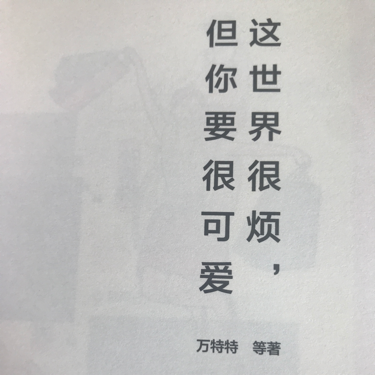 这世界很烦，
但你要很可爱
万特特 等著